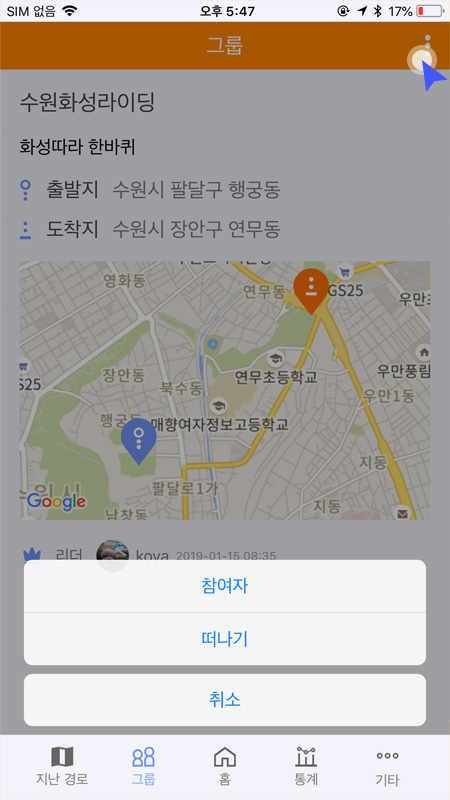 SIM 없음 오후 5:47 17%
그룹
수원화성라이딩
화성따라 한바퀴
출발지 수원시 팔달구 행궁동
도착지 수원시 장안구 연무동
영화동
연무동
GS25
우만
S25
장안동
북수동
연무초등학교
우만풍림
우만1동
행궁동
매향여자정보고등학교
지동
팔달로1가
Google
남창동
지동
리더 koya 2019-01-15 08:35
참여자
떠나기
취소
지난 경로 그룹 홈 통계 기타